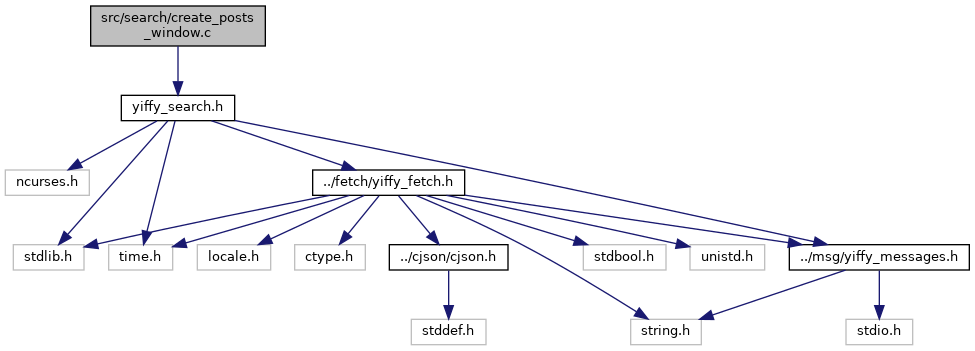 src/search/create_posts
_window.c
yiffy_search.h
ncurses.h
../fetch/yiffy_fetch.h
stdlib.h
time.h
locale.h
ctype.h
../cjson/cjson.h
stdbool.h
unistd.h
../msg/yiffy_messages.h
stddef.h
string.h
stdio.h